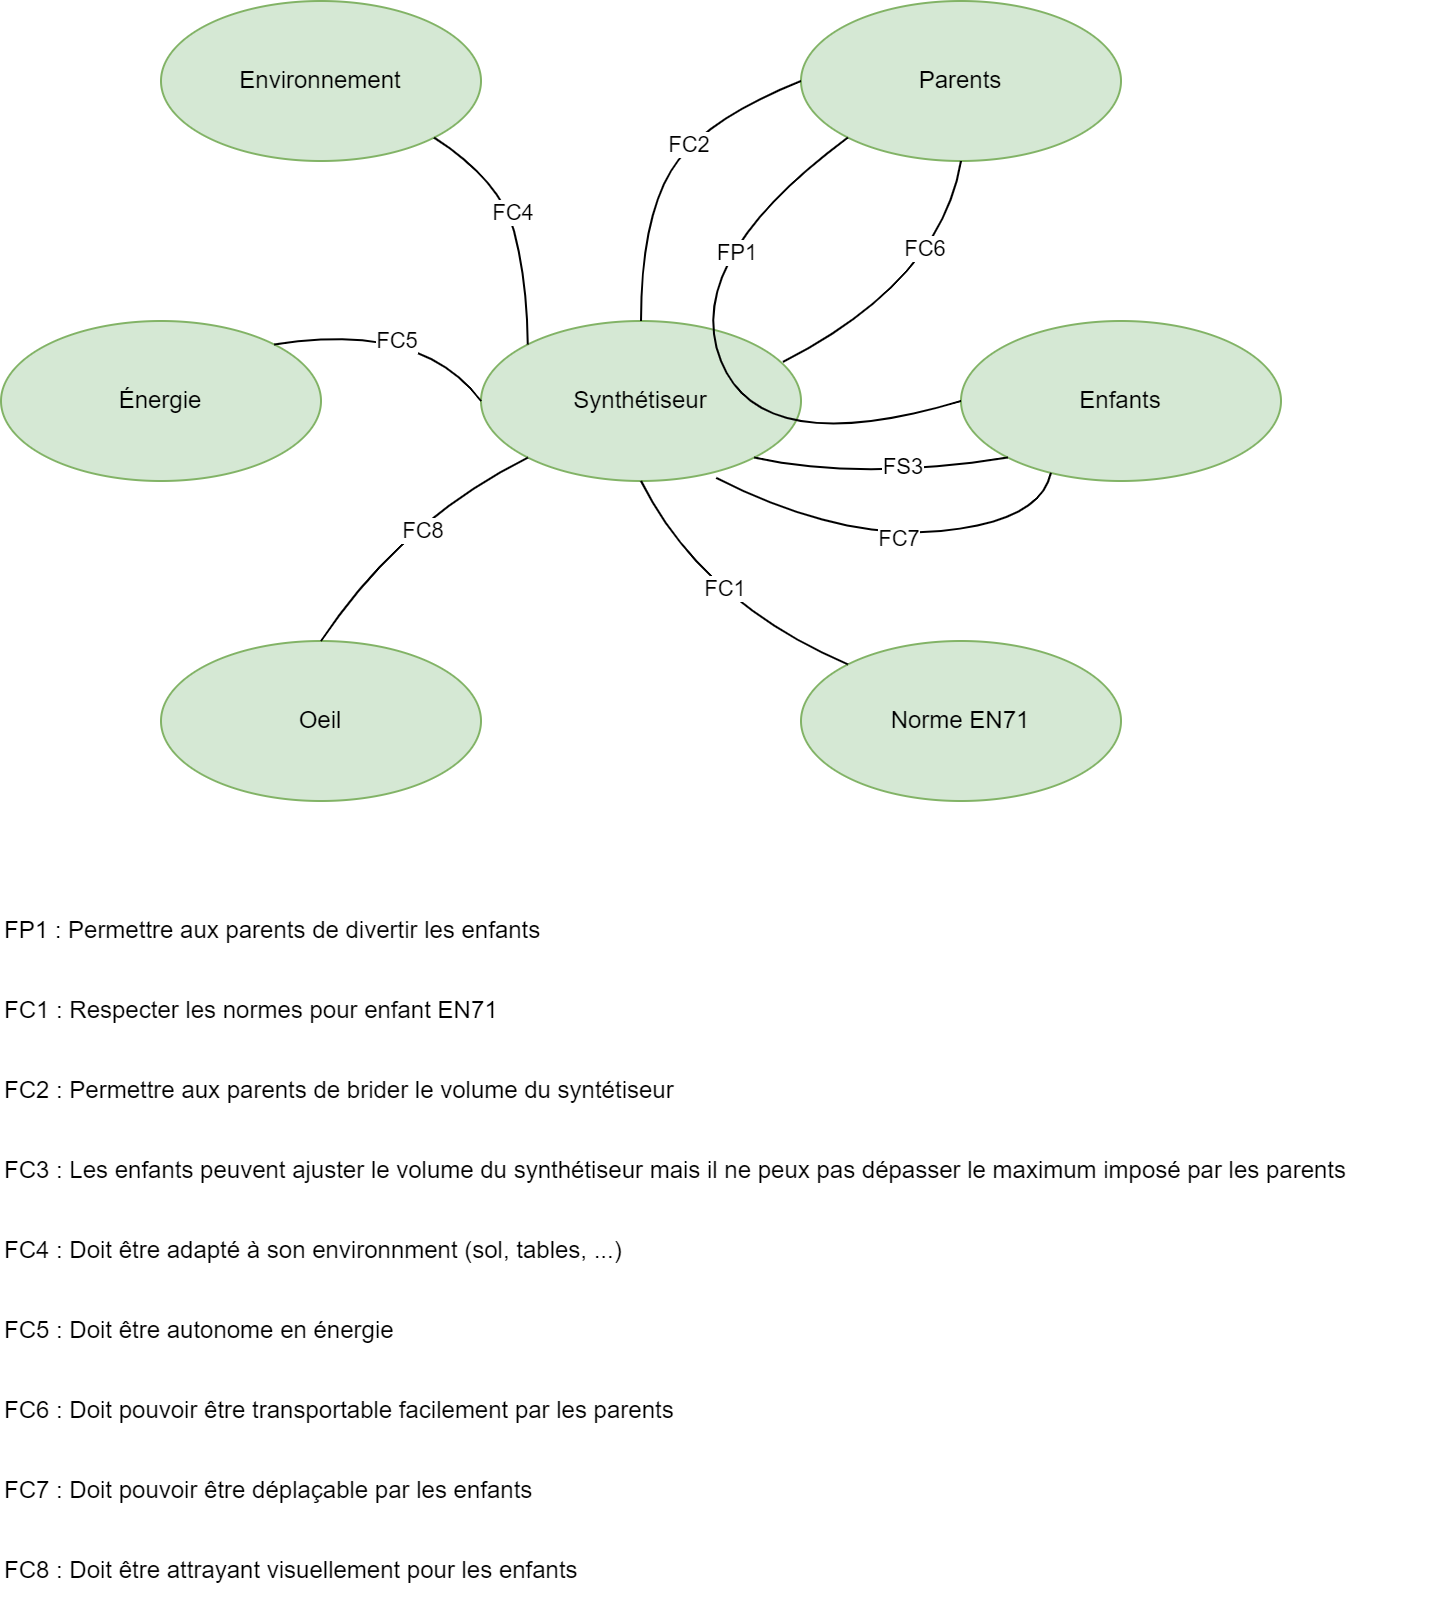 Environnement
Parents
FC2
FC4
FP1
FC6
FC5
Énergie
Synthétiseur
Enfants
FS3
FC8
FC7
FC1
Oeil
Norme EN71
FP1 : Permettre aux parents de divertir les enfants
FC1 : Respecter les normes pour enfant EN71
FC2 : Permettre aux parents de brider le volume du syntétiseur
FC3 : Les enfants peuvent ajuster le volume du synthétiseur mais il ne peux pas dépasser le maximum imposé par les parents
FC4 : Doit être adapté à son environnment (sol, tables, ...)
FC5 : Doit être autonome en énergie
FC6 : Doit pouvoir être transportable facilement par les parents
FC7 : Doit pouvoir être déplaçable par les enfants
FC8 : Doit être attrayant visuellement pour les enfants